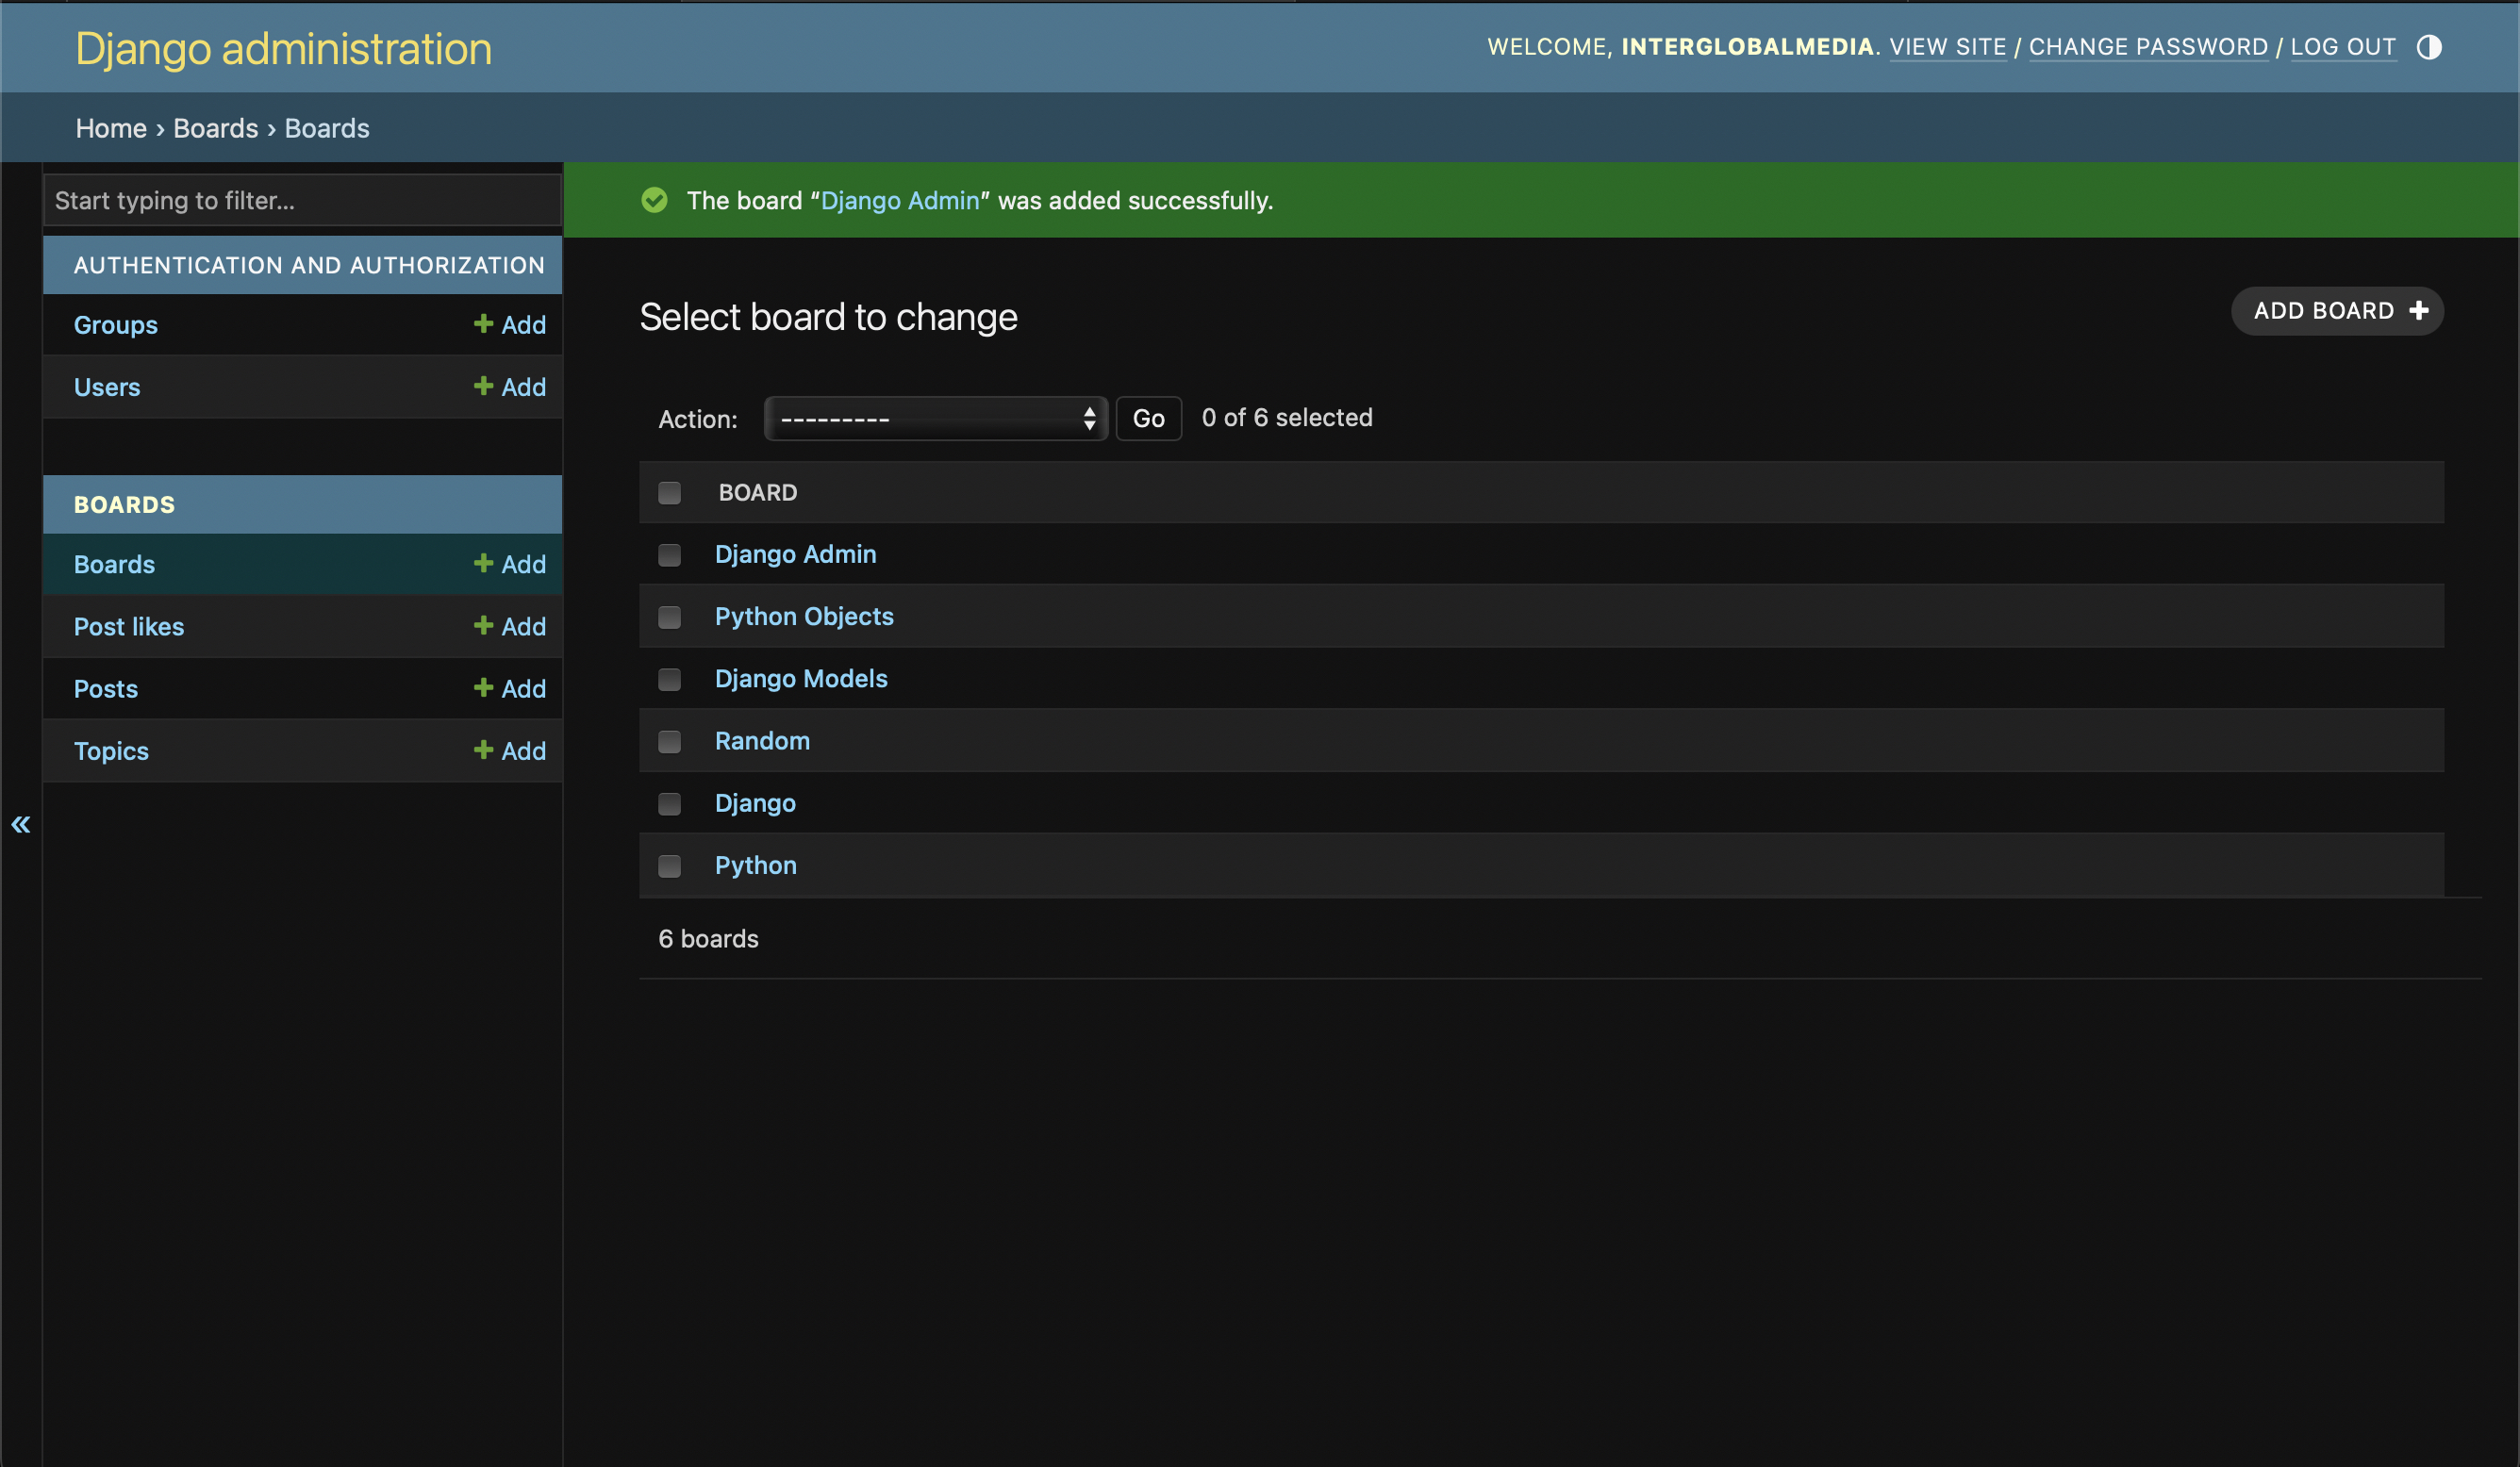 Django administration
WELCOME, INTERGLOBALMEDIA. VIEW SITE / CHANGE PASSWORD / LOG OUT
Home › Boards › Boards
Start typing to filter...
AUTHENTICATION AND AUTHORIZATION
Groups + Add
Users + Add
BOARDS
Boards + Add
Post likes + Add
Posts + Add
Topics + Add
«
The board “Django Admin” was added successfully.
Select board to change
ADD BOARD +
Action: --------- Go 0 of 6 selected
BOARD
Django Admin
Python Objects
Django Models
Random
Django
Python
6 boards